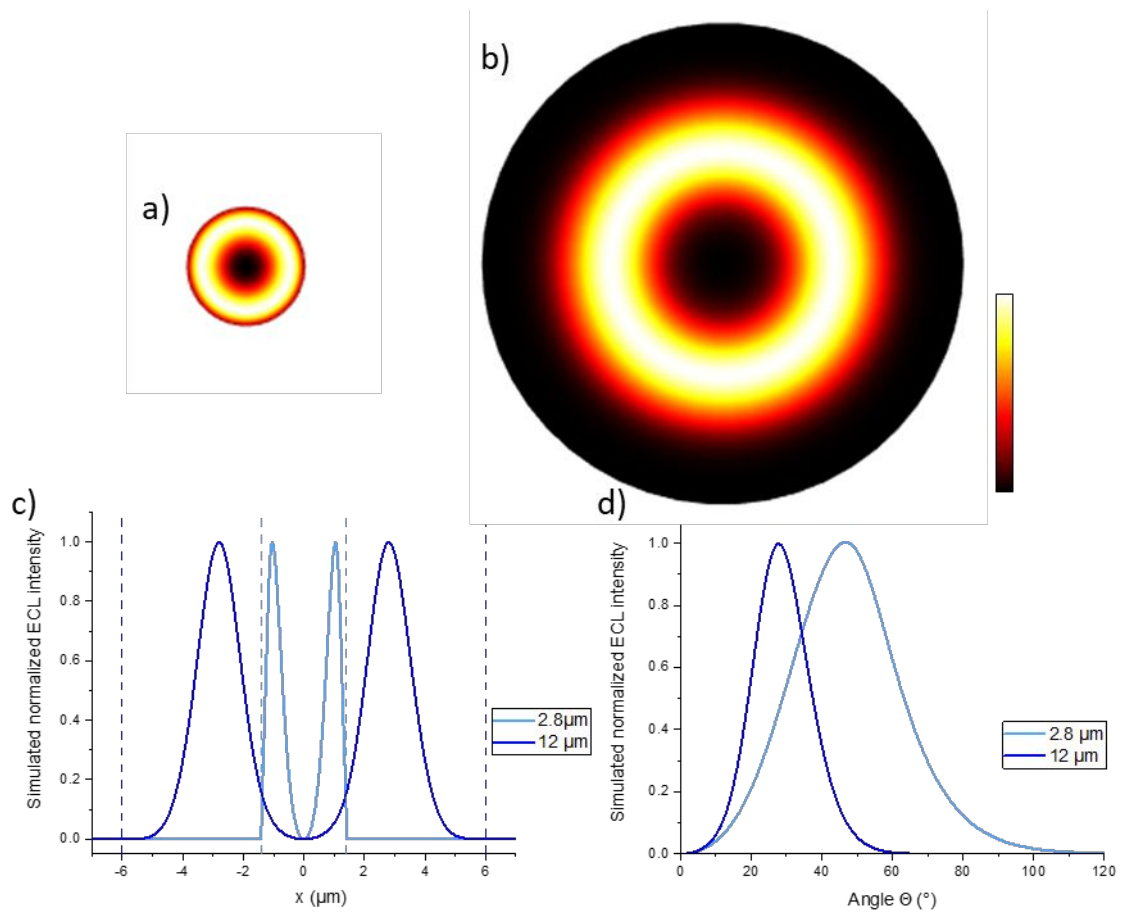 a)
b)
c)
Simulated normalized ECL intensity
1.0
0.8
0.6
0.4
0.2
0.0
-6
-4
-2
0
2
4
6
x (µm)
2.8µm
12 µm
d)
Simulated normalized ECL intensity
1.0
0.8
0.6
0.4
0.2
0.0
0
20
40
60
80
100
120
Angle Θ (°)
2.8 µm
12 µm